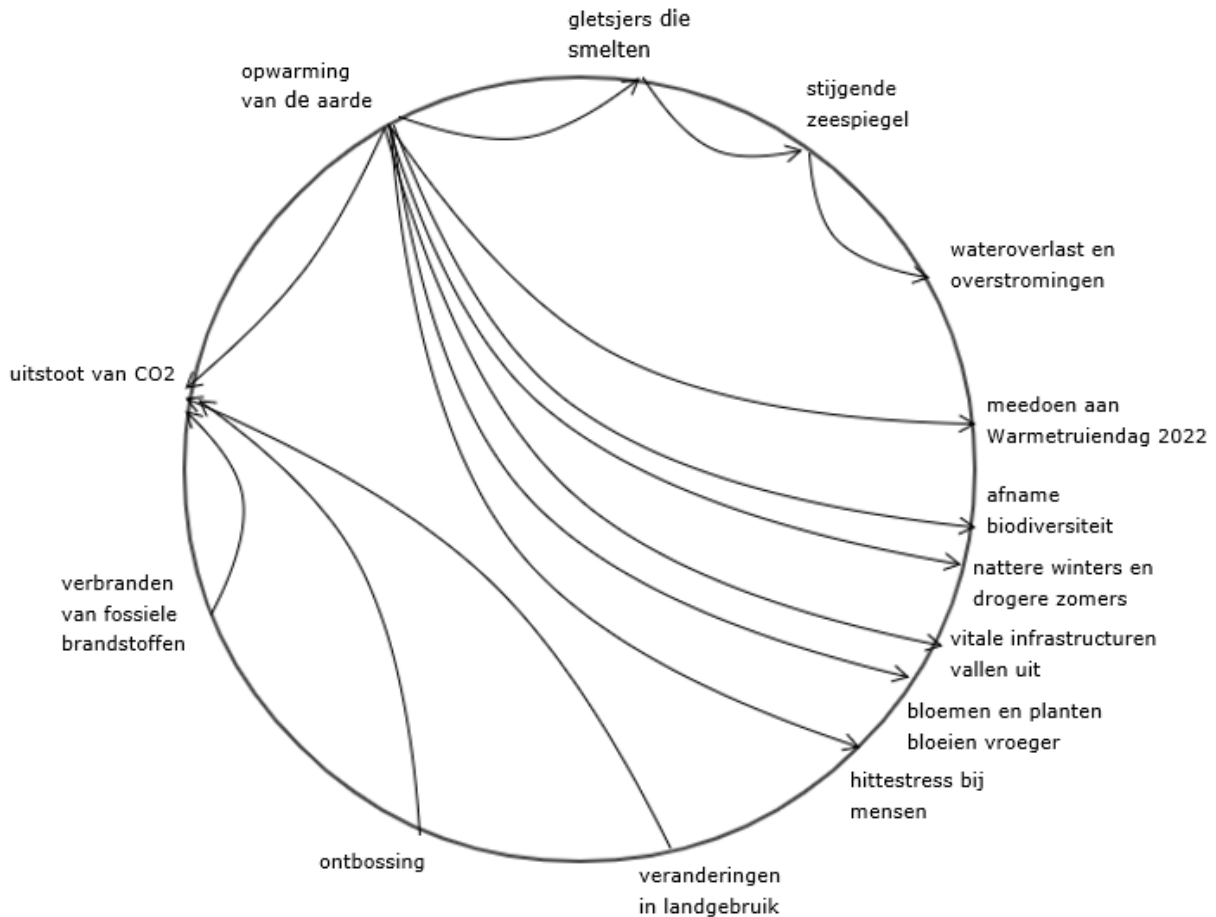 gletsjers die
smelten
opwarming
van de aarde
stijgende
zeespiegel
wateroverlast en
overstromingen
uitstoot van CO2
meedoen aan
Warmetruiendag 2022
afname
biodiversiteit
nattere winters en
drogere zomers
verbranden
van fossiele
brandstoffen
vitale infrastructuren
vallen uit
bloemen en planten
bloeien vroeger
hittestress bij
mensen
ontbossing
veranderingen
in landgebruik